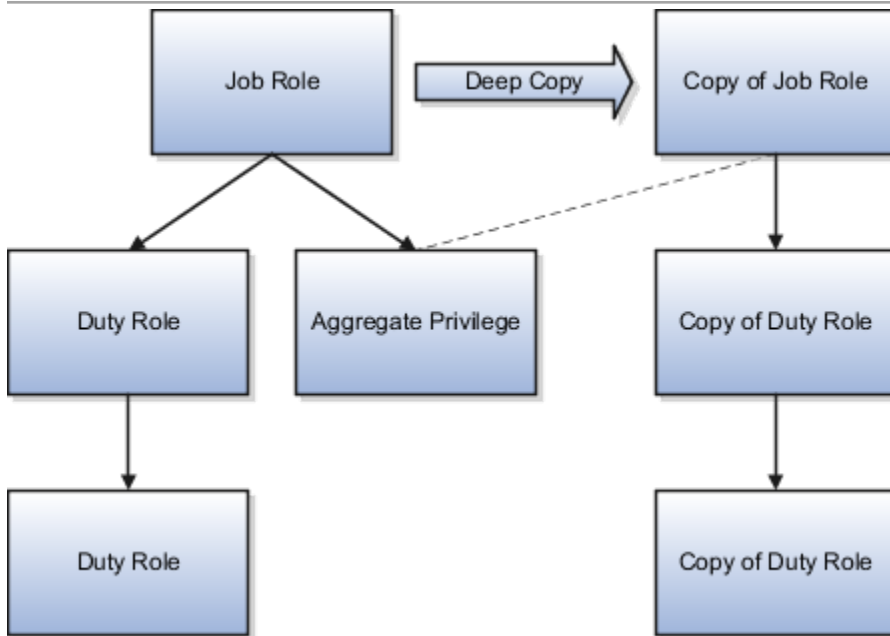 Job Role
Deep Copy
Copy of Job Role
Duty Role
Aggregate Privilege
Copy of Duty Role
Duty Role
Copy of Duty Role